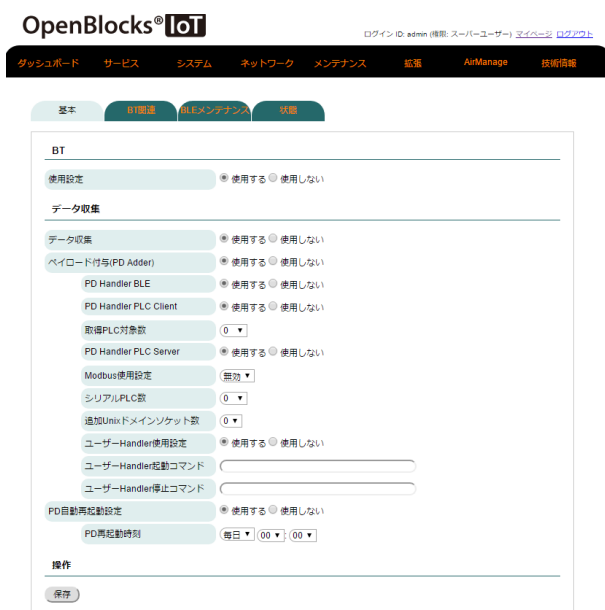 OpenBlocks® IoT
ログイン ID: admin (権限: スーパーユーザー) マイページ ログアウト
ダッシュボード サービス システム ネットワーク メンテナンス 拡張 AirManage 技術情報
基本 BT関連 BLEメンテナンス 状態
BT
使用設定 使用する 使用しない
データ収集
データ収集 使用する 使用しない
ペイロード付与(PD Adder) 使用する 使用しない
PD Handler BLE 使用する 使用しない
PD Handler PLC Client 使用する 使用しない
取得PLC対象数 0
PD Handler PLC Server 使用する 使用しない
Modbus使用設定 無効
シリアルPLC数 0
追加Unixドメインソケット数 0
ユーザーHandler使用設定 使用する 使用しない
ユーザーHandler起動コマンド
ユーザーHandler停止コマンド
PD自動再起動設定 使用する 使用しない
PD再起動時刻 毎日 00 : 00
操作
保存